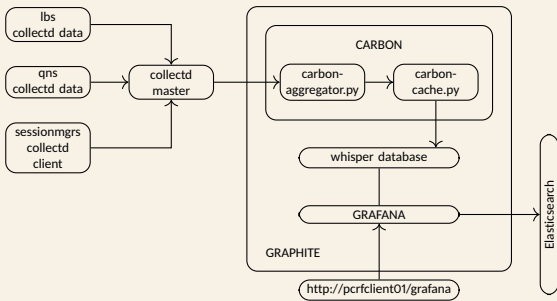 lbs
collectd data
qns
collectd data
sessionmgrs
collectd
client
collectd
master
CARBON
carbon-
aggregator.py
carbon-
cache.py
whisper database
GRAFANA
GRAPHITE
http://pcrfclient01/grafana
Elasticsearch